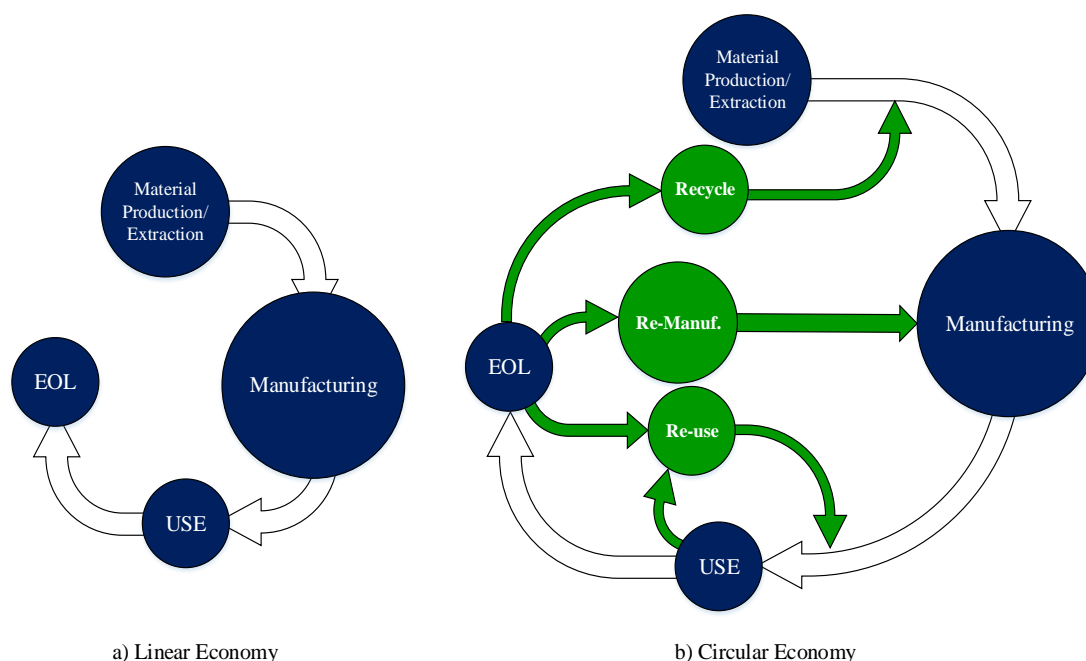 Material
Production/
Extraction
Manufacturing
EOL
USE
a) Linear Economy
Material
Production/
Extraction
Recycle
Re-Manuf.
Manufacturing
EOL
Re-use
USE
b) Circular Economy